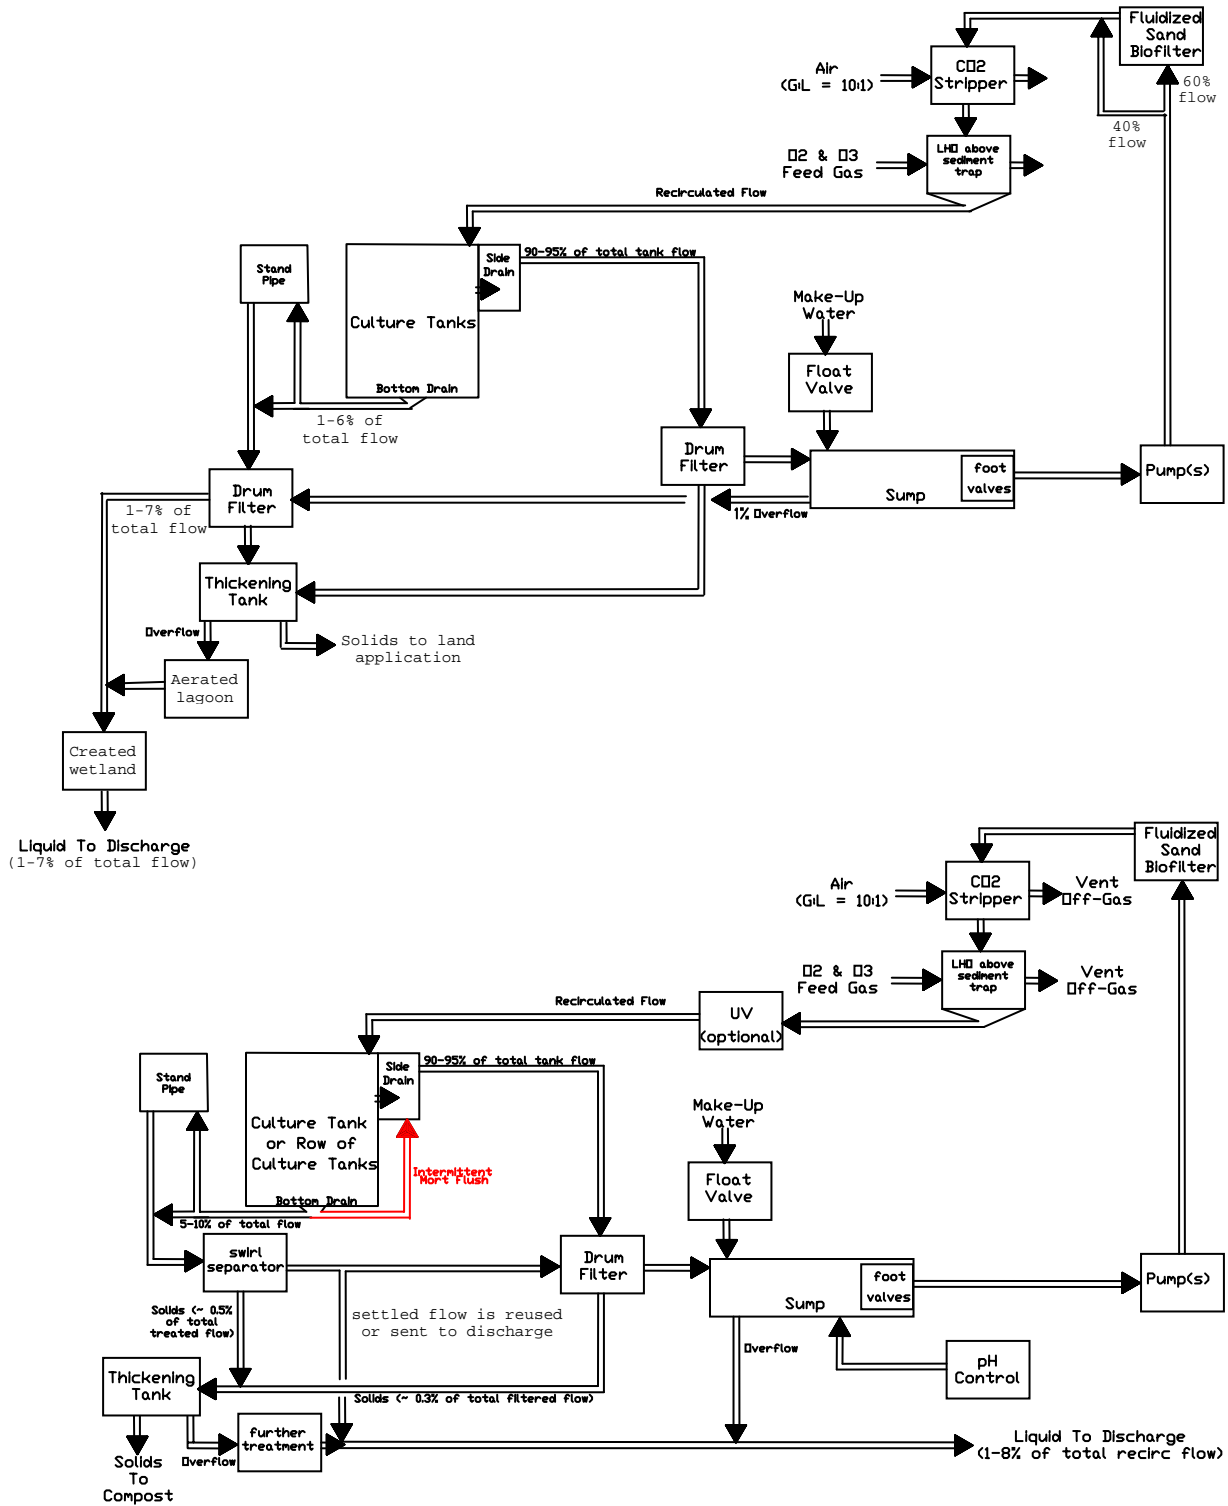 Fluidized
Sand
Biofilter
CO2
Stripper
Air
(G:L = 10:1)
60%
flow
40%
flow
LHO above
sediment
trap
O2 & O3
Feed Gas
Recirculated Flow
90-95% of total tank flow
Side
Drain
Stand
Pipe
Culture Tanks
Make-Up
Water
Float
Valve
Bottom Drain
1-6% of
total flow
Drum
Filter
foot
valves
Sump
Pump(s)
Drum
Filter
1-7% of
total flow
1% Overflow
Thickening
Tank
Overflow
Solids to land
application
Aerated
lagoon
Created
wetland
Liquid To Discharge
(1-7% of total flow)
Fluidized
Sand
Biofilter
CO2
Stripper
Air
(G:L = 10:1)
Vent
Off-Gas
LHO above
sediment
trap
O2 & O3
Feed Gas
Vent
Off-Gas
Recirculated Flow
UV
(optional)
90-95% of total tank flow
Side
Drain
Stand
Pipe
Culture Tank
or Row of
Culture Tanks
Make-Up
Water
Intermittent
Mort Flush
Float
Valve
Bottom Drain
5-10% of total flow
swirl
separator
Drum
Filter
foot
valves
Sump
Pump(s)
Solids (~ 0.5%
of total
treated flow)
settled flow is reused
or sent to discharge
Overflow
pH
Control
Thickening
Tank
Solids (~ 0.3% of total filtered flow)
further
treatment
Overflow
Solids
To
Compost
Liquid To Discharge
(1-8% of total recirc flow)